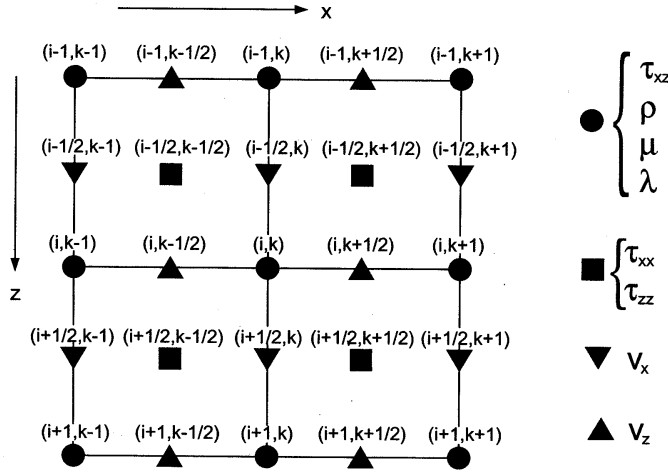 x
(i-1,k-1) (i-1,k-1/2) (i-1,k) (i-1,k+1/2) (i-1,k+1)
(i-1/2,k-1) (i-1/2,k-1/2) (i-1/2,k) (i-1/2,k+1/2) (i-1/2,k+1)
(i,k-1) (i,k-1/2) (i,k) (i,k+1/2) (i,k+1)
z
(i+1/2,k-1) (i+1/2,k-1/2) (i+1/2,k) (i+1/2,k+1/2) (i+1/2,k+1)
(i+1,k-1) (i+1,k-1/2) (i+1,k) (i+1,k+1/2) (i+1,k+1)
τxz
ρ
μ
λ
τxx
τzz
Vx
Vz